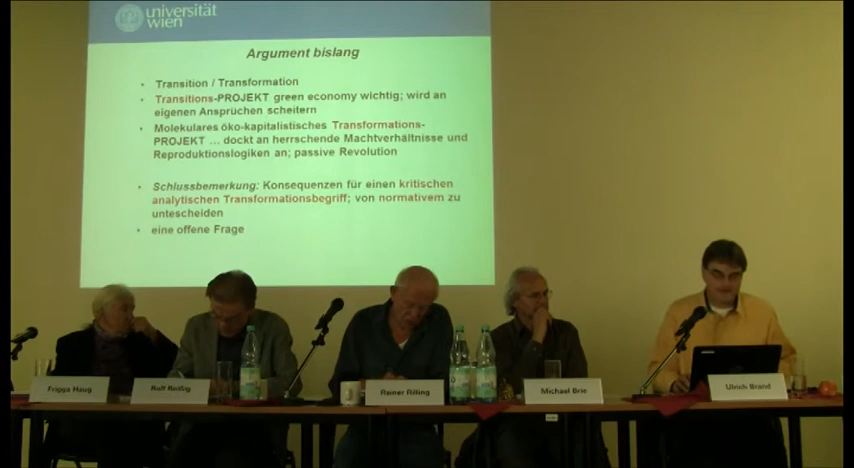 universität
wien
Argument bislang
• Transition / Transformation
• Transitions-PROJEKT green economy wichtig; wird an
eigenen Ansprüchen scheitern
• Molekulares öko-kapitalistisches Transformations-
PROJEKT ... dockt an herrschende Machtverhältnisse und
Reproduktionslogiken an; passive Revolution
• Schlussbemerkung: Konsequenzen für einen kritischen
analytischen Transformationsbegriff; von normativem zu
untescheiden
• eine offene Frage
Frigga Haug
Rolf Reißig
Rainer Rilling
Michael Brie
Ulrich Brand